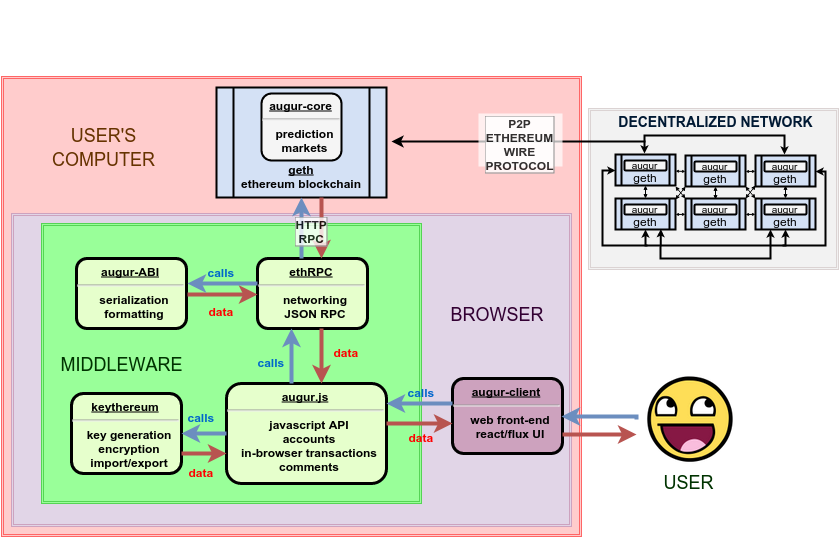 USER'S
COMPUTER
augur-core
prediction
markets
geth
ethereum blockchain
P2P
ETHEREUM
WIRE
PROTOCOL
DECENTRALIZED NETWORK
augur
geth
augur
geth
augur
geth
augur
geth
augur
geth
augur
geth
HTTP
RPC
augur-ABI
serialization
formatting
calls
data
ethRPC
networking
JSON RPC
BROWSER
MIDDLEWARE
calls
data
keythereum
key generation
encryption
import/export
calls
data
augur.js
javascript API
accounts
in-browser transactions
comments
calls
data
augur-client
web front-end
react/flux UI
USER